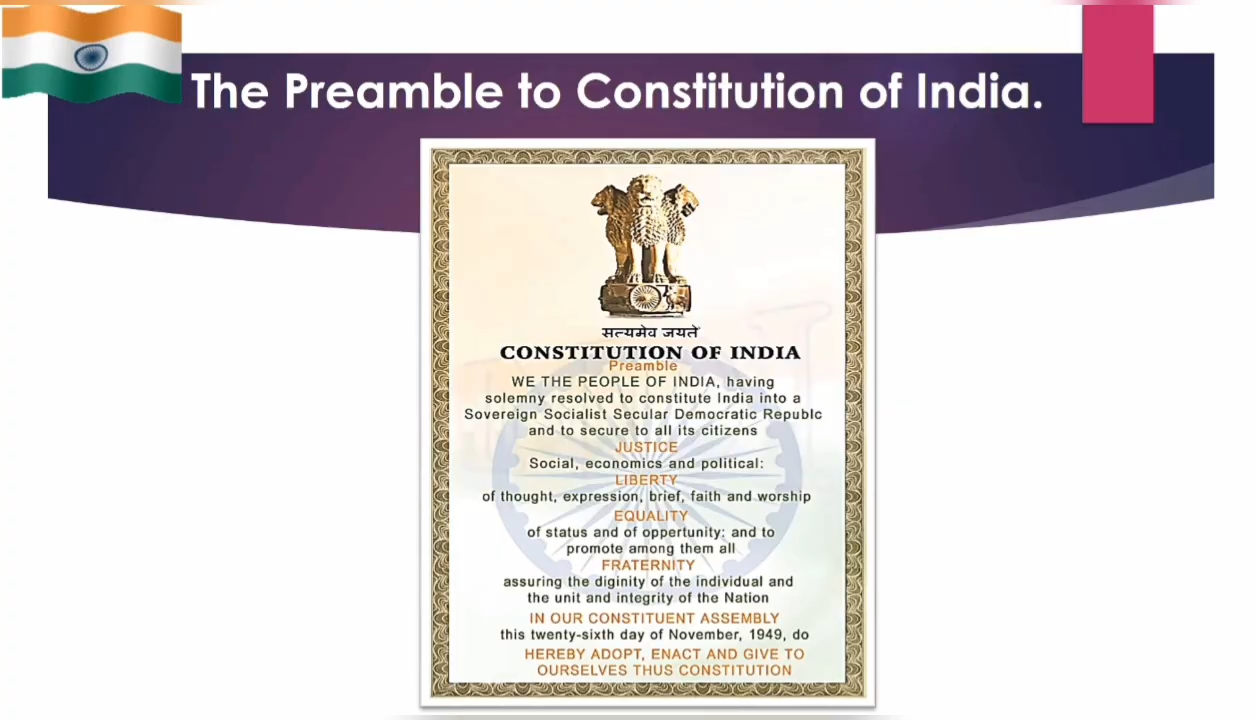 The Preamble to Constitution of India.
सत्यमेव जयते
CONSTITUTION OF INDIA
Preamble
WE THE PEOPLE OF INDIA, having
solemny resolved to constitute India into a
Sovereign Socialist Secular Democratic Republc
and to secure to all its citizens
JUSTICE
Social, economics and political:
LIBERTY
of thought, expression, brief, faith and worship
EQUALITY
of status and of opportunity: and to
promote among them all
FRATERNITY
assuring the diginity of the individual and
the unit and integrity of the Nation
IN OUR CONSTITUENT ASSEMBLY
this twenty-sixth day of November, 1949, do
HEREBY ADOPT, ENACT AND GIVE TO
OURSELVES THUS CONSTITUTION